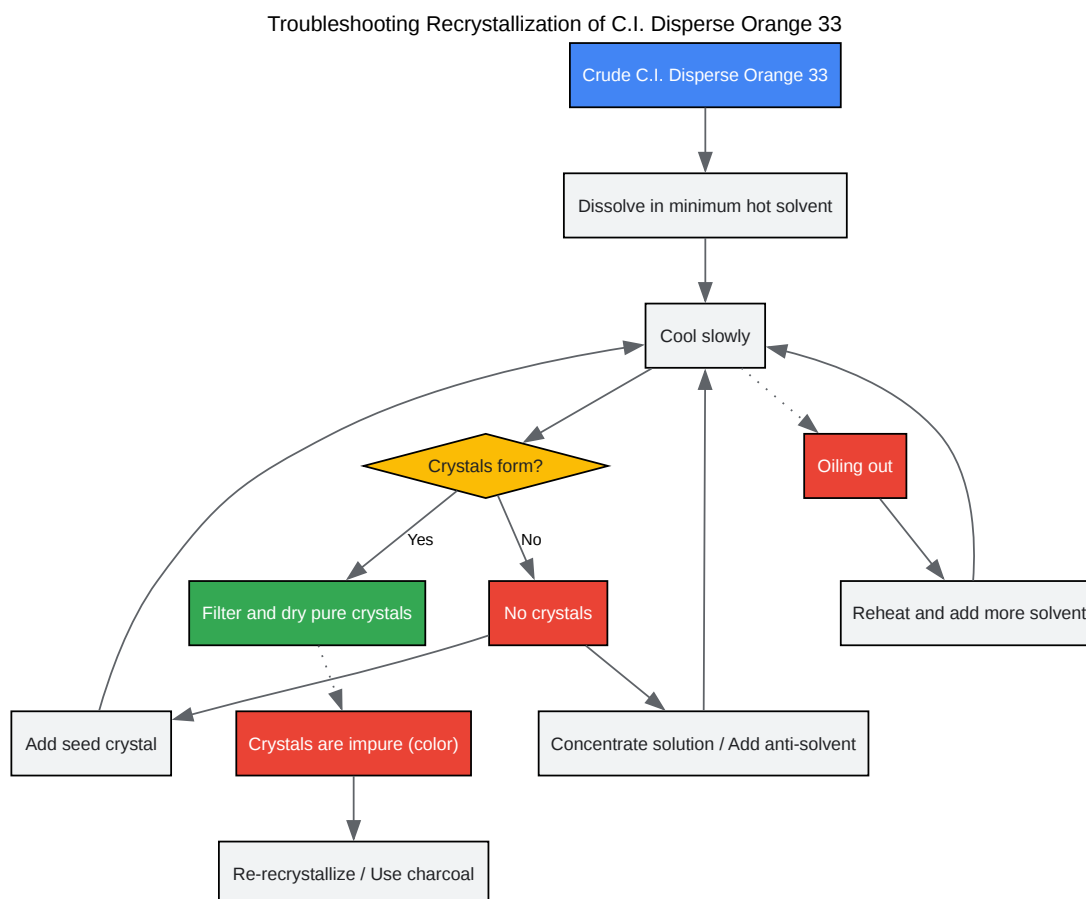 Troubleshooting Recrystallization of C.I. Disperse Orange 33
Crude C.I. Disperse Orange 33
Dissolve in minimum hot solvent
Cool slowly
Crystals form?
Oiling out
Yes
No
Filter and dry pure crystals
No crystals
Reheat and add more solvent
Add seed crystal
Crystals are impure (color)
Concentrate solution / Add anti-solvent
Re-recrystallize / Use charcoal